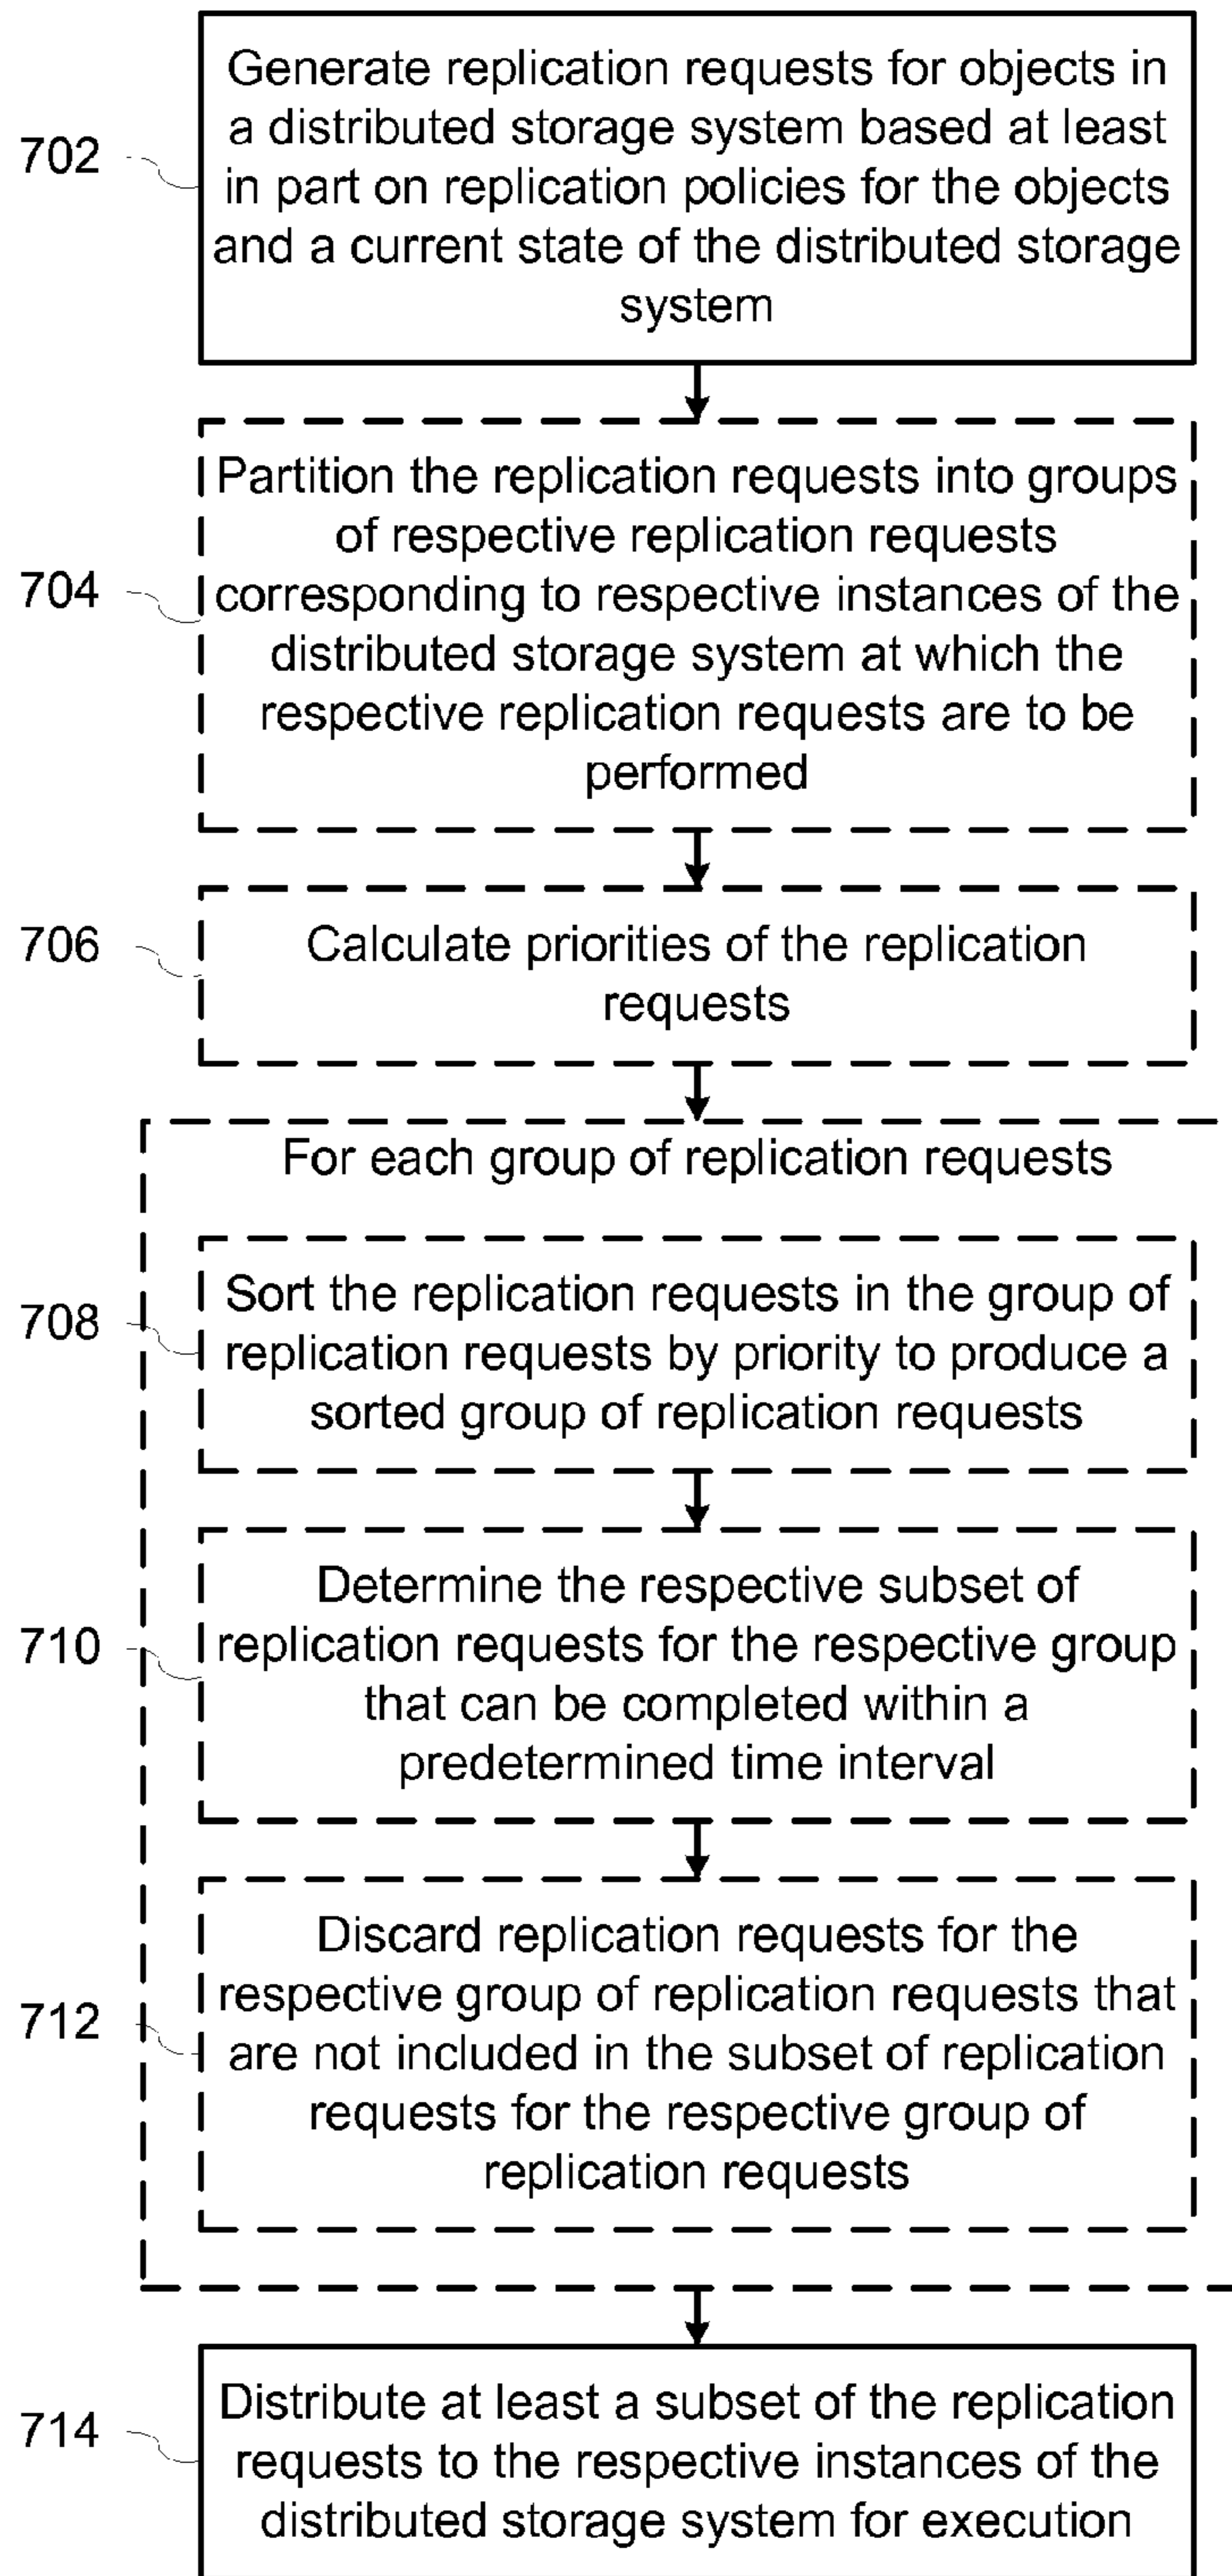 Generate replication requests for objects in
a distributed storage system based at least
in part on replication policies for the objects
and a current state of the distributed storage
system
702
Partition the replication requests into groups
of respective replication requests
corresponding to respective instances of the
distributed storage system at which the
respective replication requests are to be
performed
704
Calculate priorities of the replication
requests
706
For each group of replication requests
Sort the replication requests in the group of
replication requests by priority to produce a
sorted group of replication requests
708
Determine the respective subset of
replication requests for the respective group
that can be completed within a
predetermined time interval
710
Discard replication requests for the
respective group of replication requests that
are not included in the subset of replication
requests for the respective group of
replication requests
712
Distribute at least a subset of the replication
requests to the respective instances of the
distributed storage system for execution
714